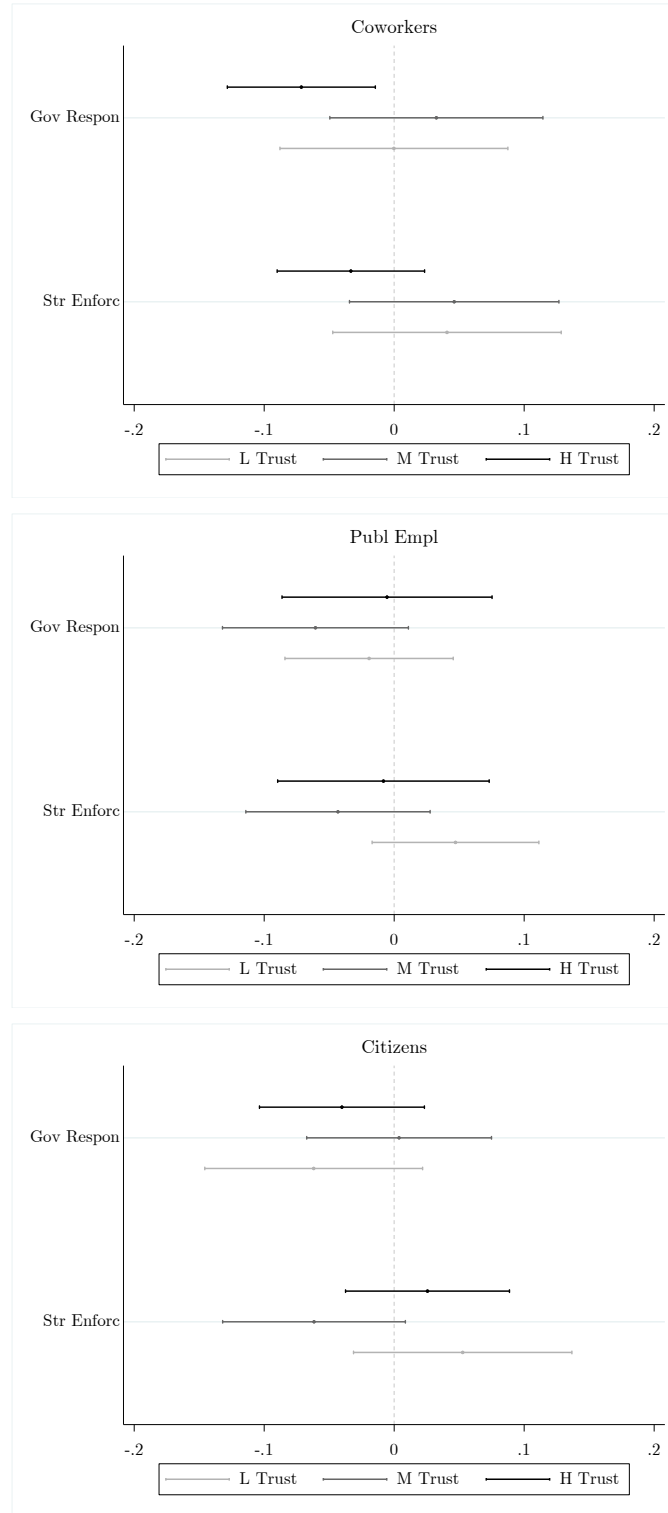 Coworkers
Gov Respon
Str Enforc
-.2 -.1 0 .1 .2
L Trust M Trust H Trust
Publ Empl
Gov Respon
Str Enforc
-.2 -.1 0 .1 .2
L Trust M Trust H Trust
Citizens
Gov Respon
Str Enforc
-.2 -.1 0 .1 .2
L Trust M Trust H Trust